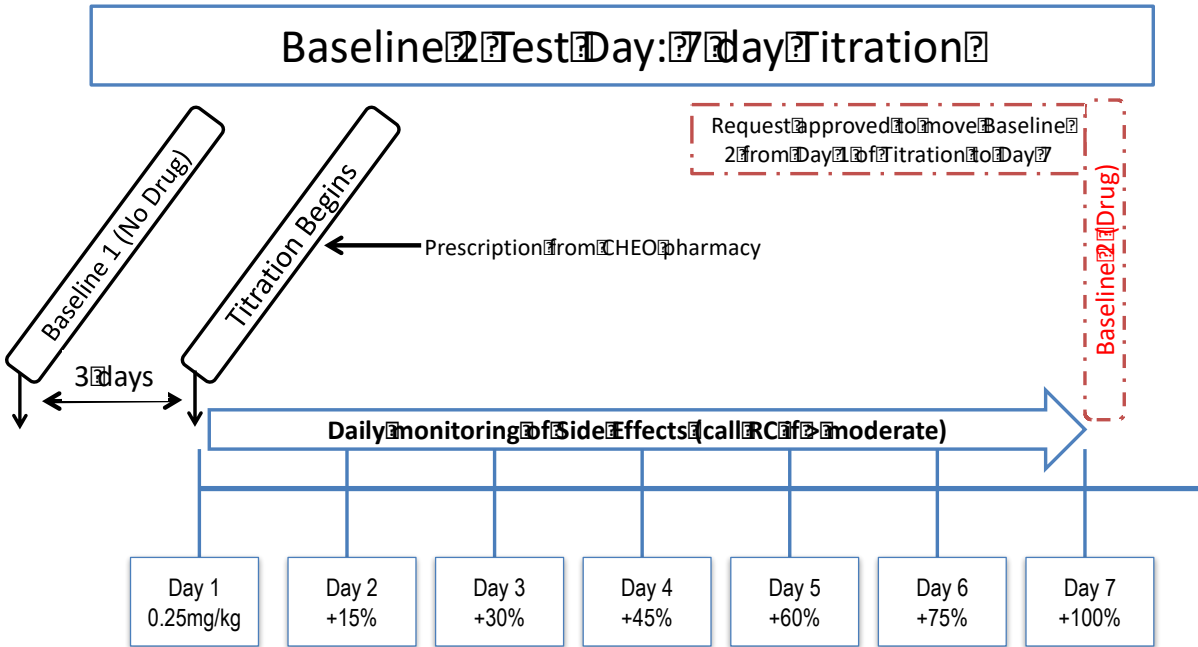 Baseline 2 Test Day: 7 day Titration
Baseline 1 (No Drug)
Titration Begins
Request approved to move Baseline
2 from Day 1 of Titration to Day 7
Baseline 2 (Drug)
Prescription from CHEO pharmacy
3 days
Daily monitoring of Side Effects (call RC if > moderate)
Day 1
0.25mg/kg
Day 2
+15%
Day 3
+30%
Day 4
+45%
Day 5
+60%
Day 6
+75%
Day 7
+100%